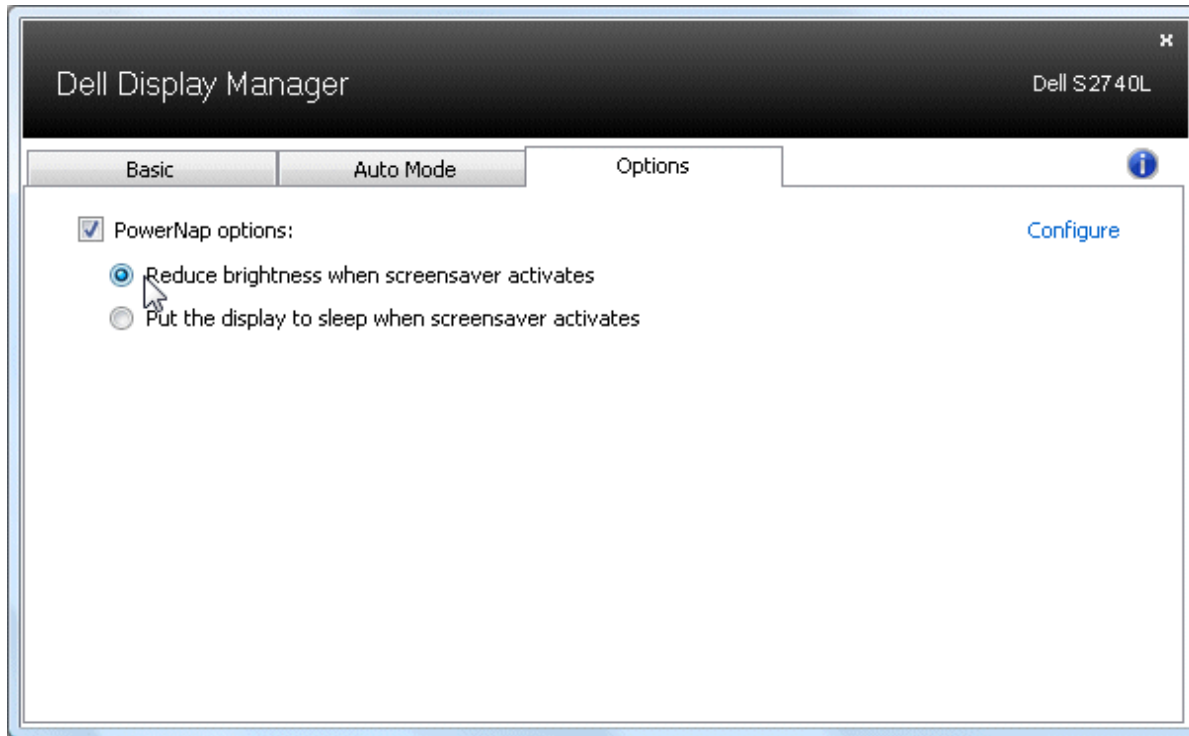 Dell Display Manager
Dell S2740L
Basic
Auto Mode
Options
PowerNap options:
Configure
Reduce brightness when screensaver activates
Put the display to sleep when screensaver activates